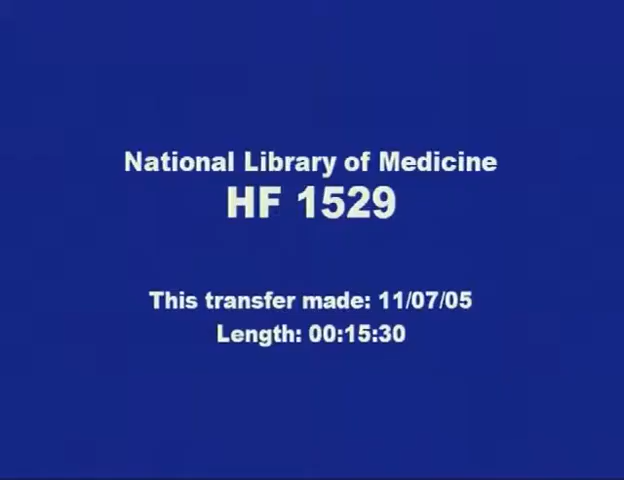 National Library of Medicine
HF 1529
This transfer made: 11/07/05
Length: 00:15:30